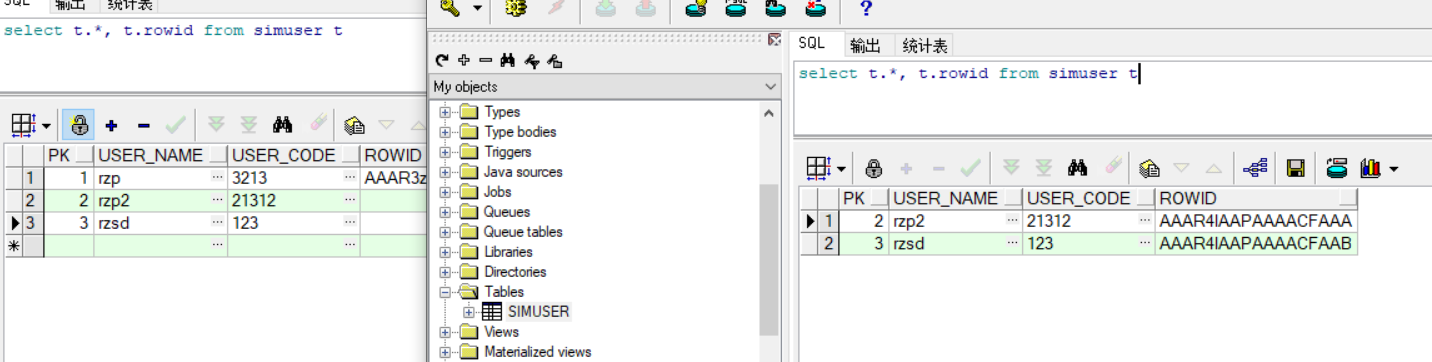 SQL 输出 统计表
select t.*, t.rowid from simuser t
PK USER_NAME USER_CODE ROWID
1 1 rzp ... 3213 ... AAAR3z
2 2 rzp2 ... 21312 ...
3 3 rzsd ... 123 ...
... ...
My objects
Types
Type bodies
Triggers
Java sources
Jobs
Queues
Queue tables
Libraries
Directories
Tables
SIMUSER
Views
Materialized views
SQL 输出 统计表
select t.*, t.rowid from simuser t
PK USER_NAME USER_CODE ROWID
1 2 rzp2 ... 21312 ... AAAR4IAAPAAAACFAAA
2 3 rzsd ... 123 ... AAAR4IAAPAAAACFAAB